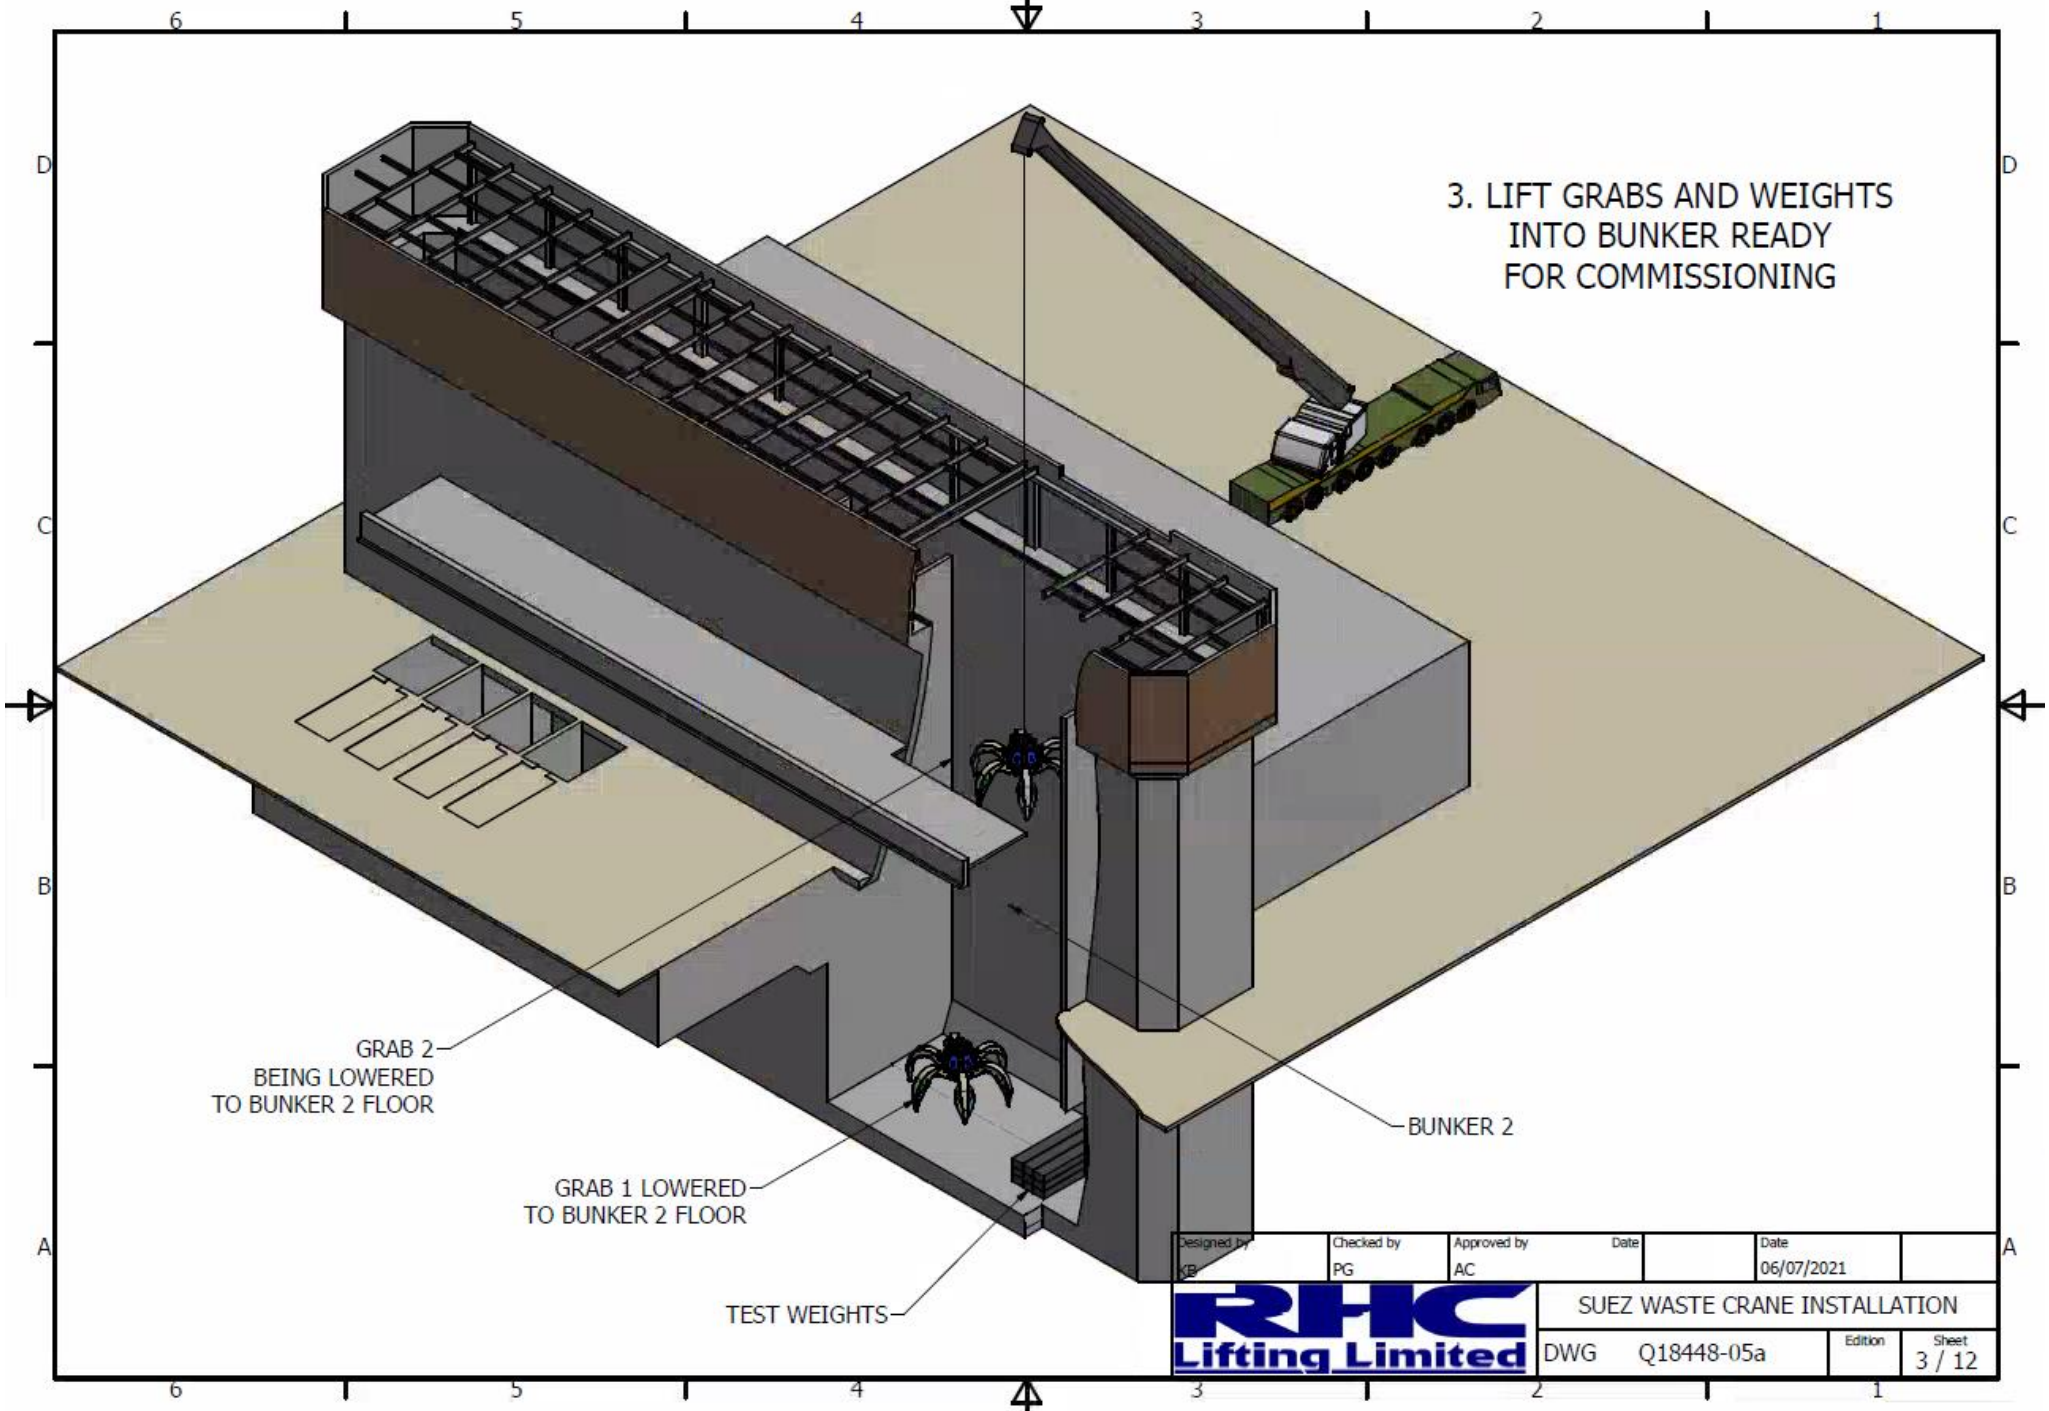 6 5 4 3 2 1
D
D
3. LIFT GRABS AND WEIGHTS
INTO BUNKER READY
FOR COMMISSIONING
C
C
B
B
GRAB 2
BEING LOWERED
TO BUNKER 2 FLOOR
BUNKER 2
GRAB 1 LOWERED
TO BUNKER 2 FLOOR
TEST WEIGHTS
A
A
Designed by Checked by Approved by Date Date
KB PG AC 06/07/2021
RHC
Lifting Limited
SUEZ WASTE CRANE INSTALLATION
DWG Q18448-05a
Edition
Sheet
3 / 12
6 5 4 3 2 1